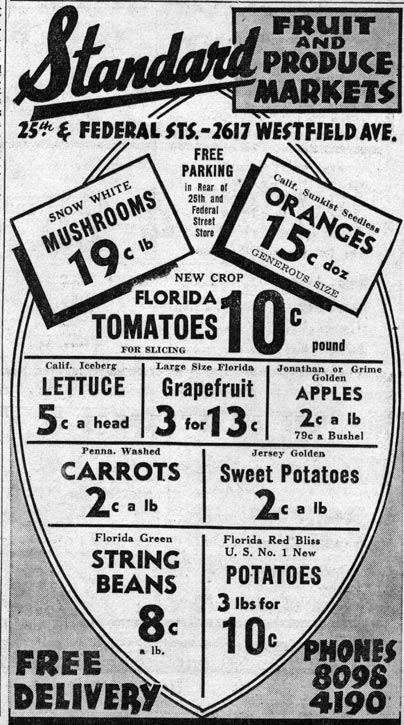 Standard
FRUIT
AND
PRODUCE
MARKETS
25th & FEDERAL STS.-2617 WESTFIELD AVE.
FREE
PARKING
in Rear of
25th and
Federal
Street
Store
SNOW WHITE
MUSHROOMS
19c lb
Calif. Sunkist Seedless
ORANGES
15c doz
GENEROUS SIZE
NEW CROP
FLORIDA
TOMATOES
FOR SLICING
10c
pound
Calif. Iceberg
LETTUCE
5c a head
Large Size Florida
Grapefruit
3 for 13c
Jonathan or Grime
Golden
APPLES
2c a lb
79c a Bushel
Penna. Washed
CARROTS
2c a lb
Jersey Golden
Sweet Potatoes
2c a lb
Florida Green
STRING
BEANS
8c
a lb.
Florida Red Bliss
U. S. No. 1 New
POTATOES
3 lbs for
10c
FREE
DELIVERY
PHONES
8098
4190